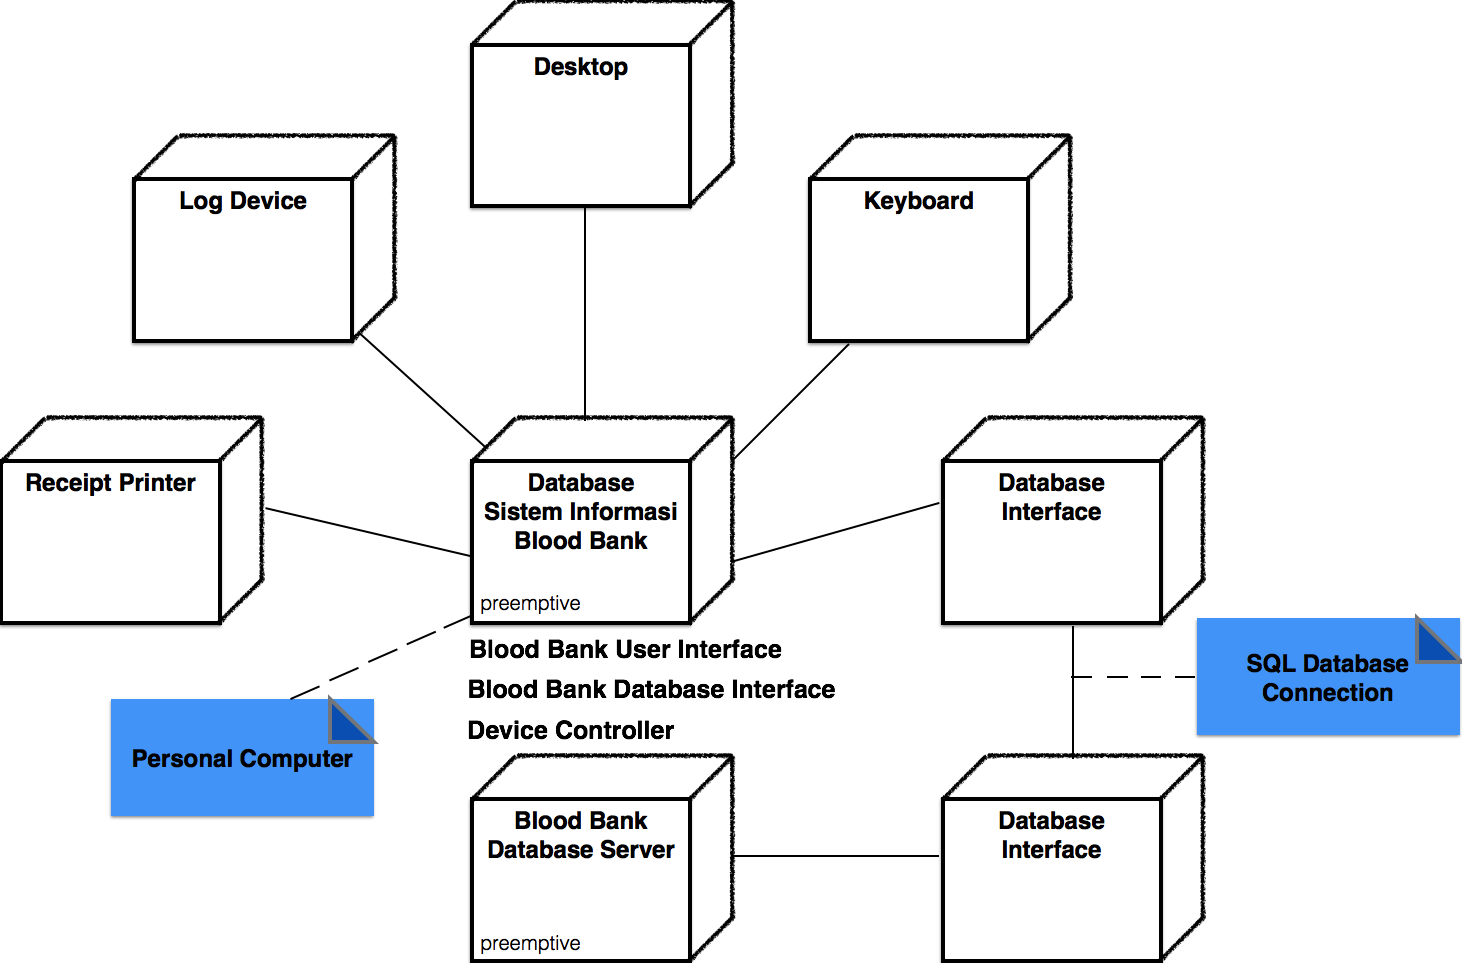 Desktop
Log Device
Keyboard
Receipt Printer
Database
Sistem Informasi
Blood Bank
preemptive
Database
Interface
Blood Bank User Interface
Blood Bank Database Interface
Device Controller
SQL Database
Connection
Personal Computer
Blood Bank
Database Server
preemptive
Database
Interface